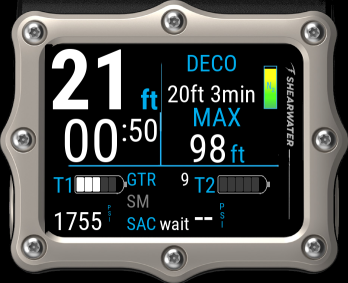 21 ft
00:50
DECO
20ft 3min
MAX
98 ft
N₂
SHEARWATER
T1
GTR 9
T2
SM
1755 PSI
SAC wait
-- PSI